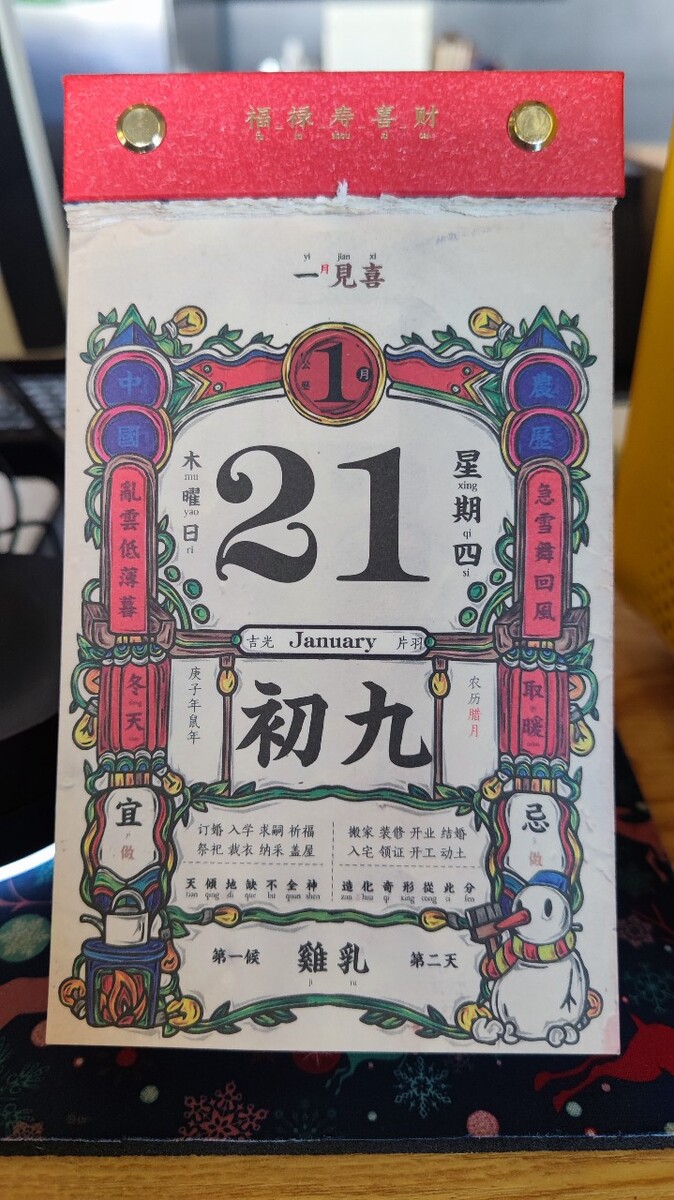 福禄寿喜财
fu lu shou xi cai
yi jian xi
一月見喜
公歷 1 月
中國
農歷
木曜日
mu yao ri
21
星期四
xing qi si
亂雲低薄暮
急雪舞回風
吉光 January 片羽
冬天
庚子年鼠年
初九
农历腊月
取暖
宜
做
订婚 入学 求嗣 祈福
祭祀 裁衣 纳采 盖屋
搬家 装修 开业 结婚
入宅 领证 开工 动土
忌
做
天傾地缺不全神
tian qing di que bu quan shen
造化奇形從此分
zao hua qi xing cong ci fen
第一候 雞乳 第二天
ji ru